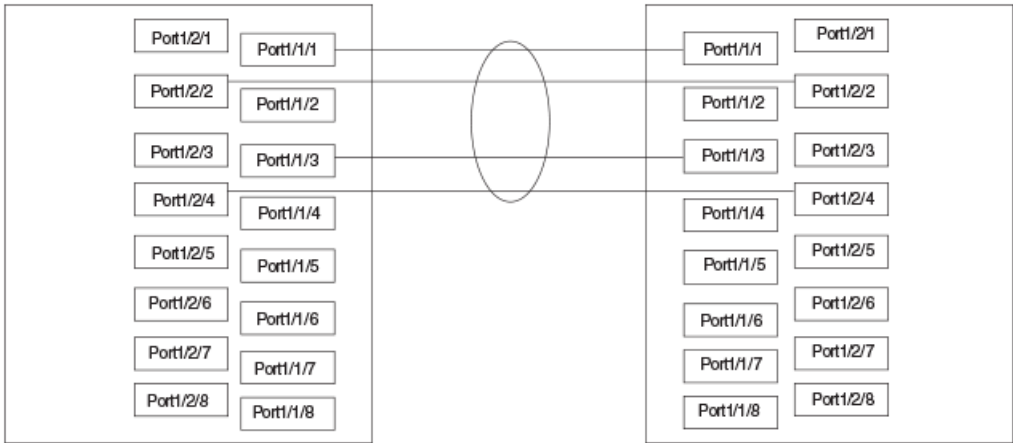 Port1/2/1
Port1/1/1
Port1/2/2
Port1/1/2
Port1/2/3
Port1/1/3
Port1/2/4
Port1/1/4
Port1/2/5
Port1/1/5
Port1/2/6
Port1/1/6
Port1/2/7
Port1/1/7
Port1/2/8
Port1/1/8
Port1/1/1
Port1/2/1
Port1/1/2
Port1/2/2
Port1/1/3
Port1/2/3
Port1/1/4
Port1/2/4
Port1/1/5
Port1/2/5
Port1/1/6
Port1/2/6
Port1/1/7
Port1/2/7
Port1/1/8
Port1/2/8